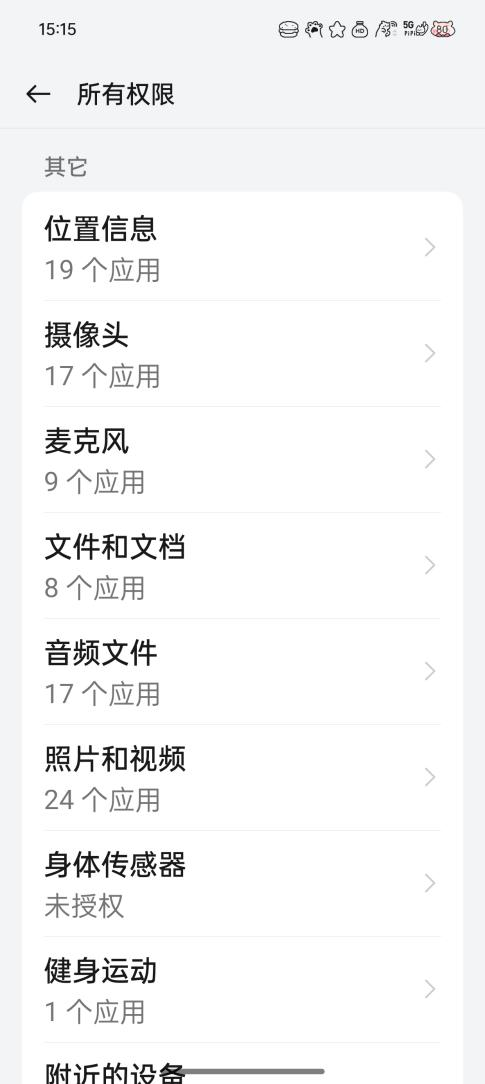 15:15
HD
5G
80
所有权限
其它
位置信息
19 个应用
摄像头
17 个应用
麦克风
9 个应用
文件和文档
8 个应用
音频文件
17 个应用
照片和视频
24 个应用
身体传感器
未授权
健身运动
1 个应用
附近的设备